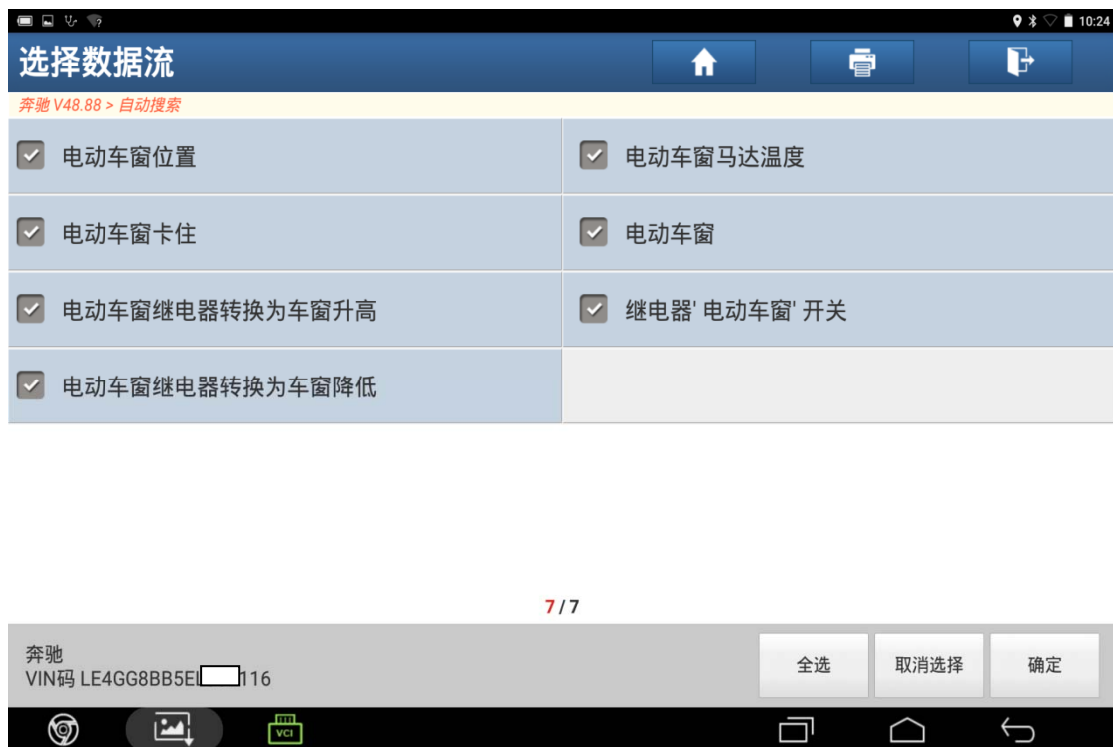 10:24
选择数据流
奔驰 V48.88 > 自动搜索
电动车窗位置
电动车窗马达温度
电动车窗卡住
电动车窗
电动车窗继电器转换为车窗升高
继电器' 电动车窗' 开关
电动车窗继电器转换为车窗降低
7 / 7
奔驰
VIN码 LE4GG8BB5EL 116
全选
取消选择
确定
VCI